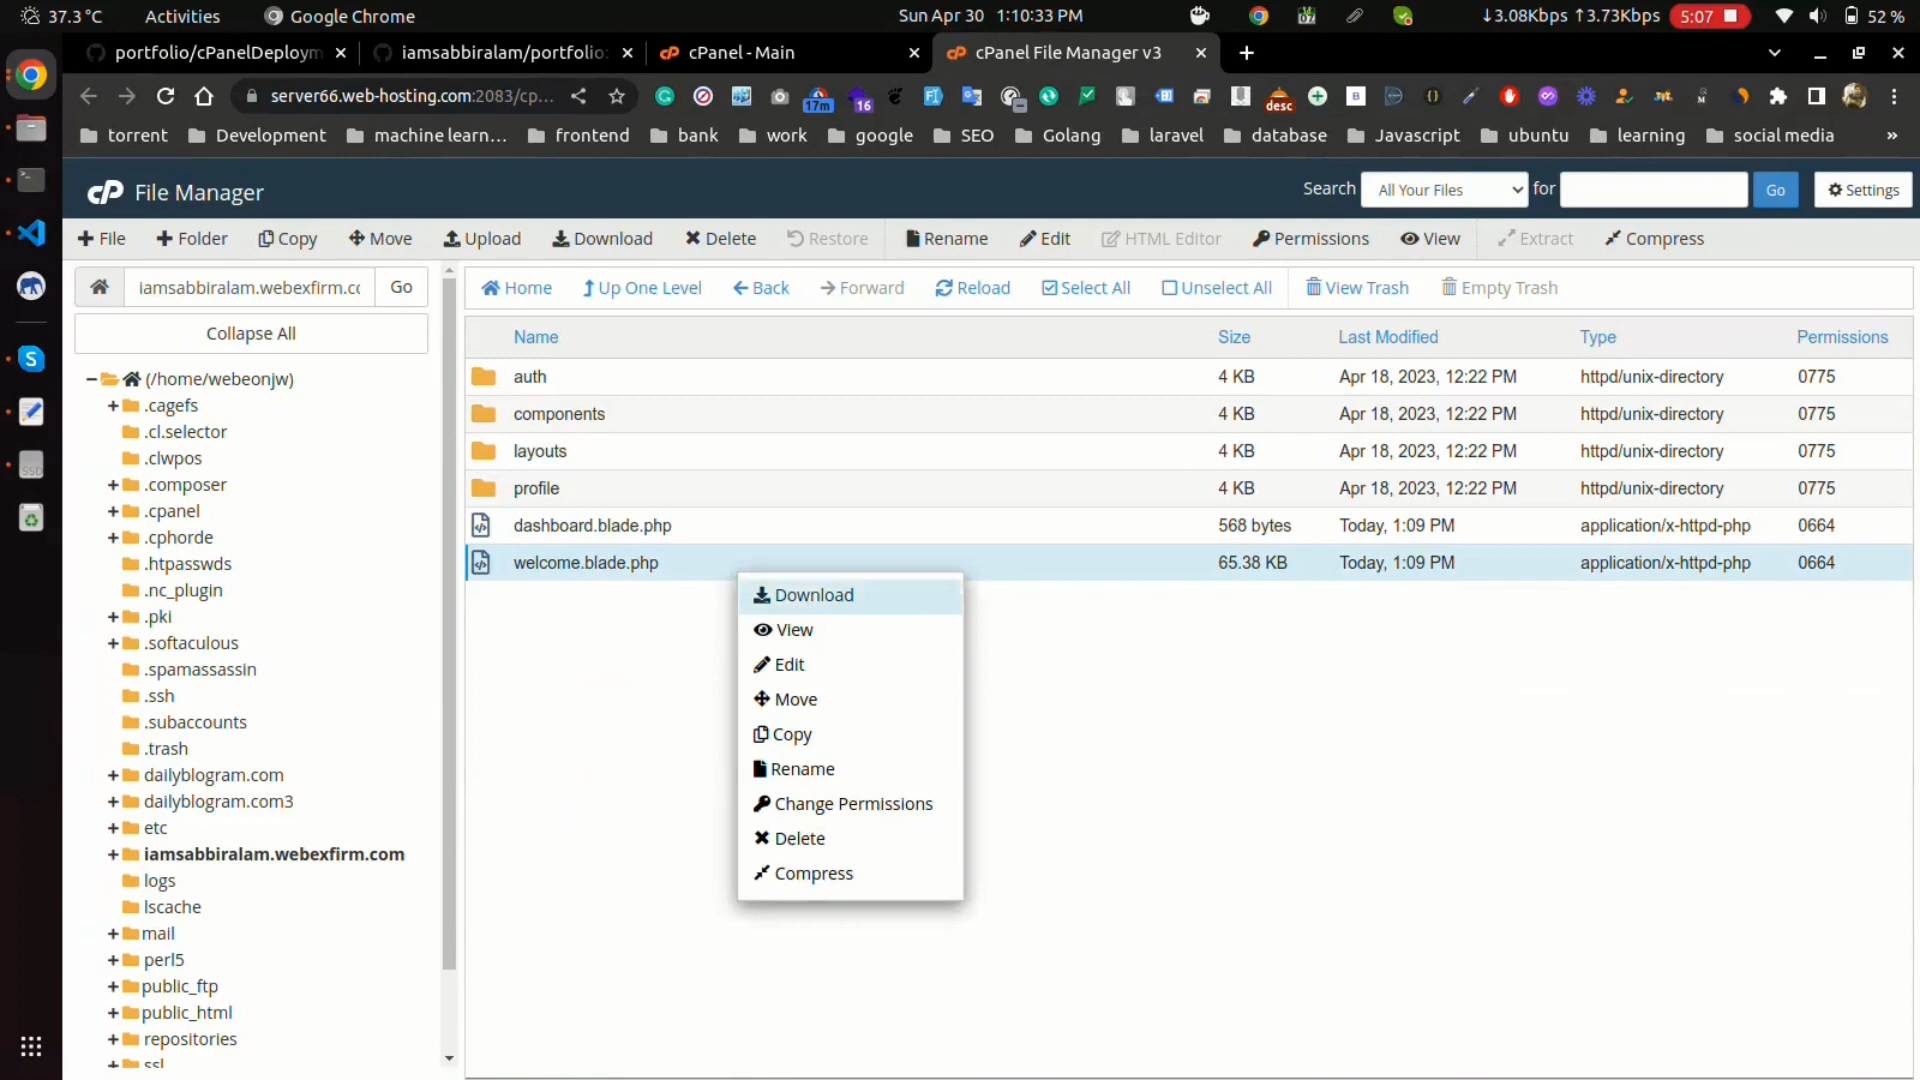 37.3 °C Activities Google Chrome Sun Apr 30 1:10:33 PM ↓3.08Kbps ↑3.73Kbps 5:07 52 %
portfolio/cPanelDeploym iamsabbiralam/portfolio: cPanel - Main cPanel File Manager v3
server66.web-hosting.com:2083/cp... 17m 16 desc
torrent Development machine learn... frontend bank work google SEO Golang laravel database Javascript ubuntu learning social media »
cP File Manager Search All Your Files for Go Settings
File Folder Copy Move Upload Download Delete Restore Rename Edit HTML Editor Permissions View Extract Compress
iamsabbiralam.webexfirm.cc Go Home Up One Level Back Forward Reload Select All Unselect All View Trash Empty Trash
Collapse All
Name Size Last Modified Type Permissions
auth 4 KB Apr 18, 2023, 12:22 PM httpd/unix-directory 0775
components 4 KB Apr 18, 2023, 12:22 PM httpd/unix-directory 0775
layouts 4 KB Apr 18, 2023, 12:22 PM httpd/unix-directory 0775
profile 4 KB Apr 18, 2023, 12:22 PM httpd/unix-directory 0775
dashboard.blade.php 568 bytes Today, 1:09 PM application/x-httpd-php 0664
welcome.blade.php 65.38 KB Today, 1:09 PM application/x-httpd-php 0664
Download
View
Edit
Move
Copy
Rename
Change Permissions
Delete
Compress
(/home/webeonjw)
.cagefs
.cl.selector
.clwpos
.composer
.cpanel
.cphorde
.htpasswds
.nc_plugin
.pki
.softaculous
.spamassassin
.ssh
.subaccounts
.trash
dailyblogram.com
dailyblogram.com3
etc
iamsabbiralam.webexfirm.com
logs
lscache
mail
perl5
public_ftp
public_html
repositories
ssl